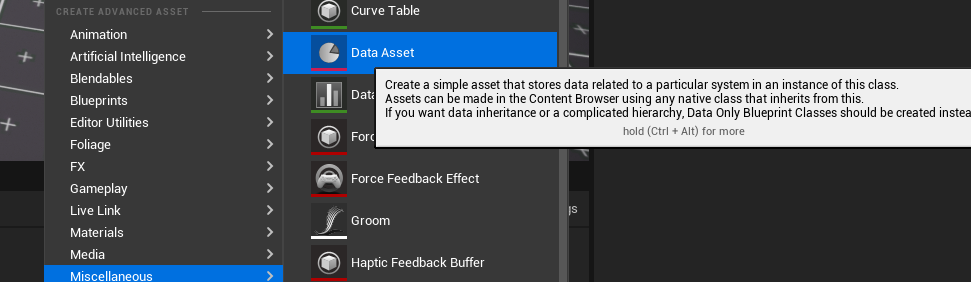 CREATE ADVANCED ASSET
Animation
Artificial Intelligence
Blendables
Blueprints
Editor Utilities
Foliage
FX
Gameplay
Live Link
Materials
Media
Miscellaneous
Curve Table
Data Asset
Data
Forc
Force Feedback Effect
Groom
Haptic Feedback Buffer
Create a simple asset that stores data related to a particular system in an instance of this class.
Assets can be made in the Content Browser using any native class that inherits from this.
If you want data inheritance or a complicated hierarchy, Data Only Blueprint Classes should be created instea
hold (Ctrl + Alt) for more
gs